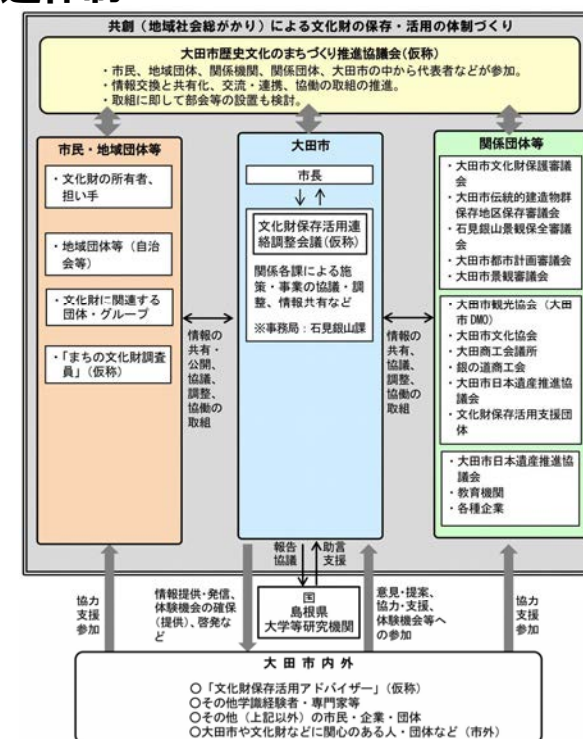 共創（地域社会総がかり）による文化財の保存・活用の体制づくり
大田市歴史文化のまちづくり推進協議会（仮称）
・市民、地域団体、関係機関、関係団体、大田市の中から代表者などが参加。
・情報交換と共有化、交流・連携、協働の取組の推進。
・取組に即して部会等の設置も検討。
市民・地域団体等
・文化財の所有者、
担い手
・地域団体等（自治
会等）
・文化財に関連する
団体・グループ
・「まちの文化財調査
員」（仮称）
情報の
共有・
公開、
協議、
調整、
協働の
取組
大田市
市長
文化財保存活用連
絡調整会議（仮称）
関係各課による施
策・事業の協議・調
整、情報共有など
※事務局：石見銀山課
情報の
共有、
協議、
調整、
協働の
取組
関係団体等
・大田市文化財保護審議
会
・大田市伝統的建造物群
保存地区保存審議会
・石見銀山景観保全審議
会
・大田市都市計画審議会
・大田市景観審議会
・大田市観光協会（大田
市DMO）
・大田市文化協会
・大田商工会議所
・銀の道商工会
・大田市日本遺産推進協
議会
・文化財保存活用支援団
体
・大田市日本遺産推進協
議会
・教育機関
・各種企業
協力
支援
参加
情報提供・発信、
体験機会の確保
（提供）、啓発な
ど
報告
協議
助言
支援
国
島根県
大学等研究機関
意見・提案、
協力・支援、
体験機会等へ
の参加
協力
支援
参加
大田市内外
○「文化財保存活用アドバイザー」（仮称）
○その他学識経験者・専門家等
○その他（上記以外）の市民・企業・団体
○大田市や文化財などに関心のある人・団体など（市外）